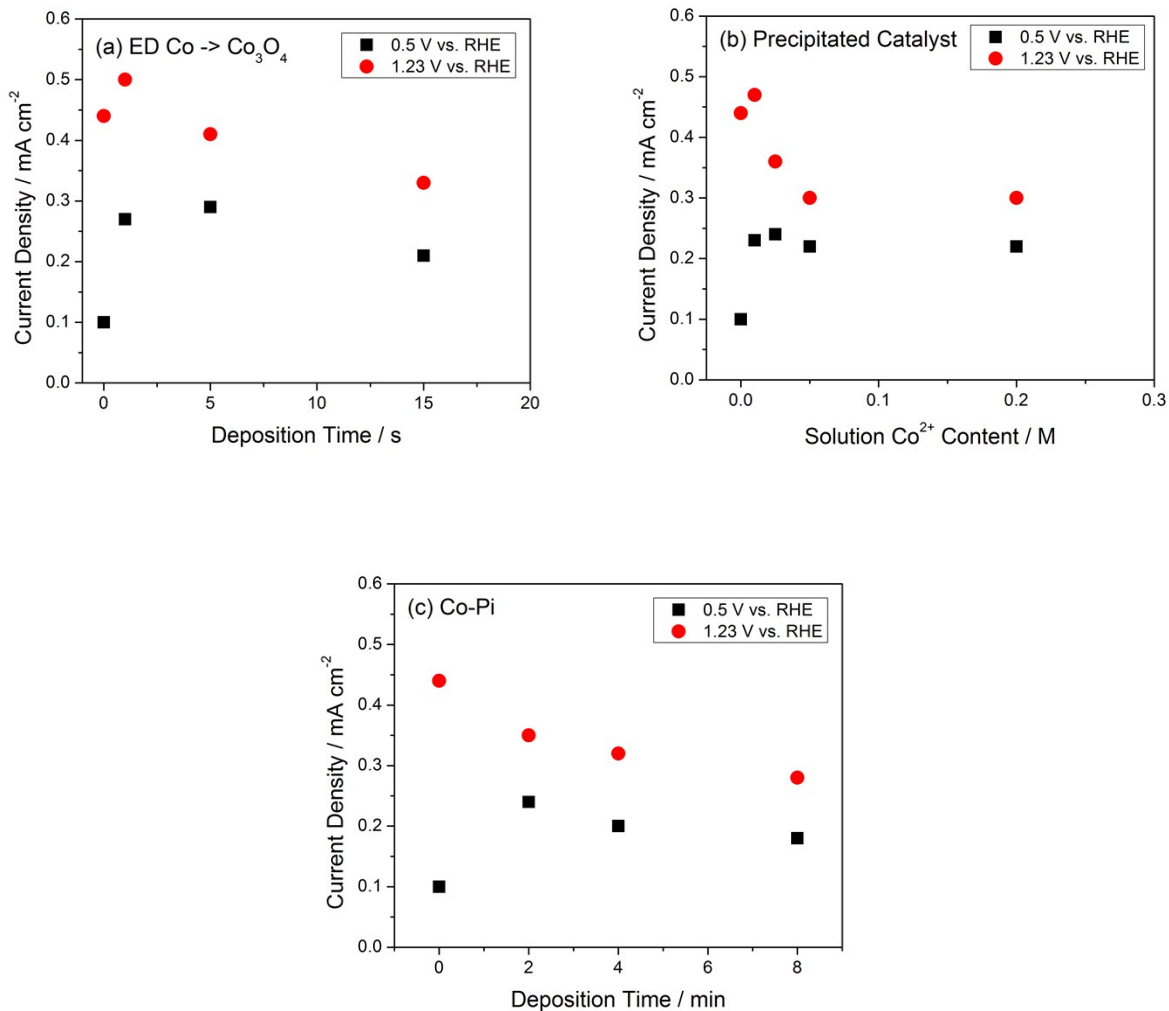 (a) ED Co -> Co₃O₄
0.5 V vs. RHE
1.23 V vs. RHE
0.6
0.5
0.4
0.3
0.2
0.1
0.0
Current Density / mA cm⁻²
0
5
10
15
20
Deposition Time / s
(b) Precipitated Catalyst
0.5 V vs. RHE
1.23 V vs. RHE
0.6
0.5
0.4
0.3
0.2
0.1
0.0
Current Density / mA cm⁻²
0.0
0.1
0.2
0.3
Solution Co²⁺ Content / M
(c) Co-Pi
0.5 V vs. RHE
1.23 V vs. RHE
0.6
0.5
0.4
0.3
0.2
0.1
0.0
Current Density / mA cm⁻²
0
2
4
6
8
Deposition Time / min